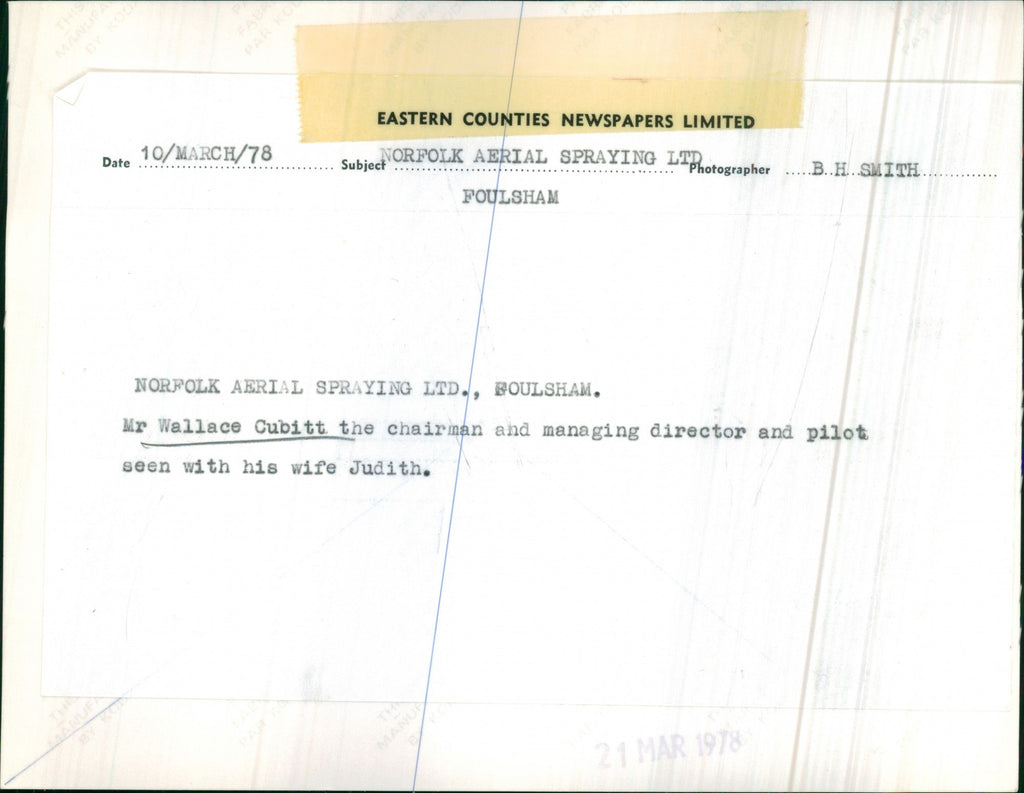 EASTERN COUNTIES NEWSPAPERS LIMITED
Date 10/MARCH/78 Subject NORFOLK AERIAL SPRAYING LTD Photographer B H SMITH
FOULSHAM
NORFOLK AERIAL SPRAYING LTD., FOULSHAM.
Mr Wallace Cubitt the chairman and managing director and pilot
seen with his wife Judith.
21 MAR 1978